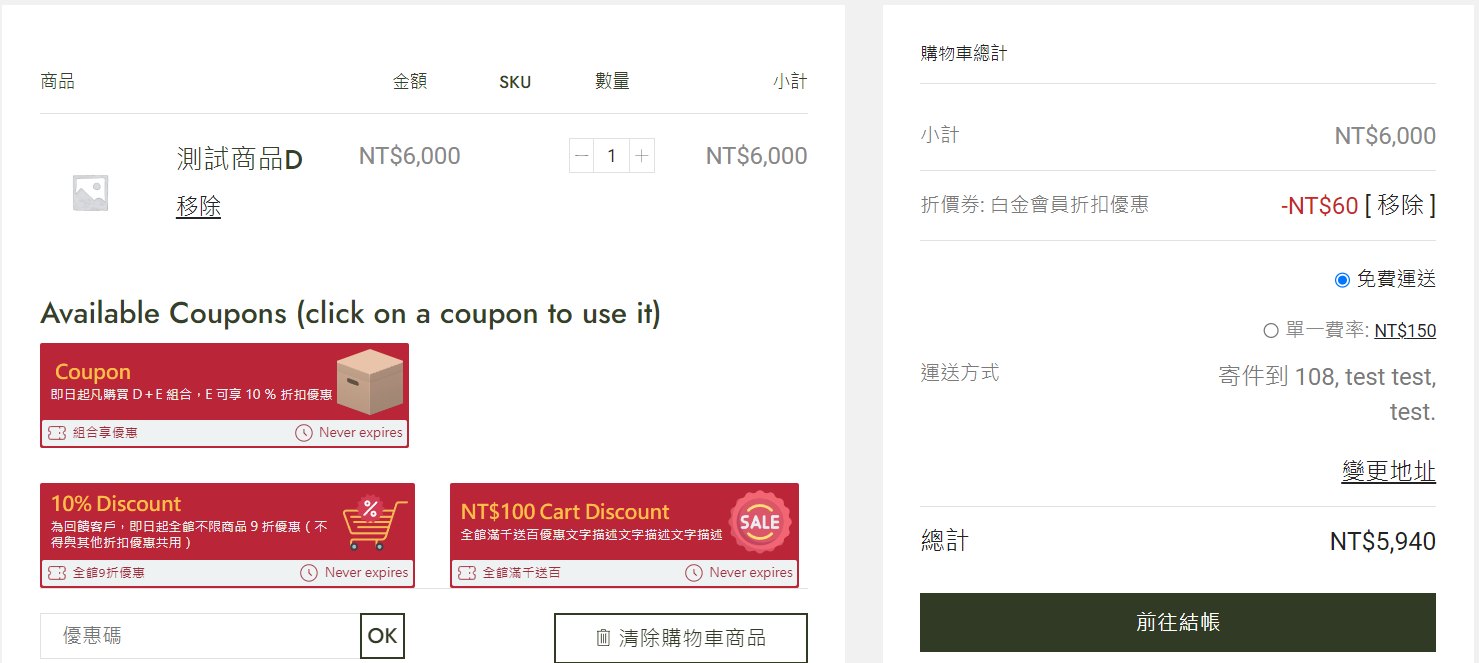 商品 金額 SKU 數量 小計
測試商品D NT$6,000 1 NT$6,000
移除
Available Coupons (click on a coupon to use it)
Coupon
即日起凡購買 D + E 組合，E 可享 10 % 折扣優惠
組合享優惠 Never expires
10% Discount
為回饋客戶，即日起全館不限商品 9 折優惠（不
得與其他折扣優惠共用）
全館9折優惠 Never expires
NT$100 Cart Discount
全館滿千送百優惠文字描述文字描述文字描述
SALE
全館滿千送百 Never expires
優惠碼 OK 清除購物車商品
購物車總計
小計 NT$6,000
折價券: 白金會員折扣優惠 -NT$60 [ 移除 ]
免費運送
單一費率: NT$150
運送方式 寄件到 108, test test,
test.
變更地址
總計 NT$5,940
前往結帳